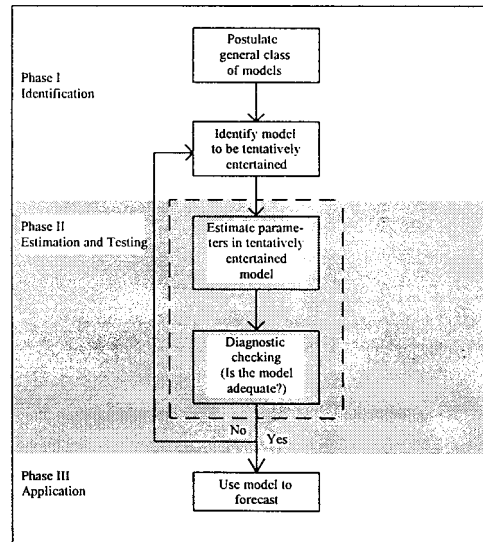 Postulate
general class
of models
Phase I
Identification
Identify model
to be tentatively
entertained
Phase II
Estimation and Testing
Estimate parame-
ters in tentatively
entertained
model
Diagnostic
checking
(Is the model
adequate?)
No
Yes
Phase III
Application
Use model to
forecast